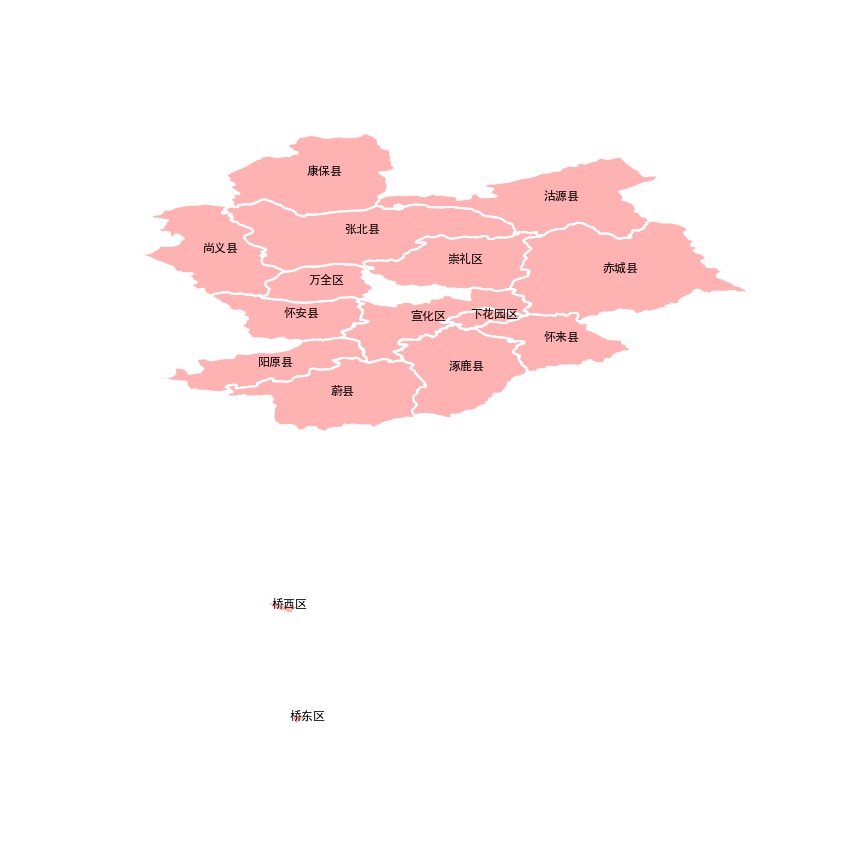 康保县
沽源县
张北县
尚义县
崇礼区
赤城县
万全区
怀安县
宣化区
下花园区
怀来县
阳原县
涿鹿县
蔚县
桥西区
桥东区